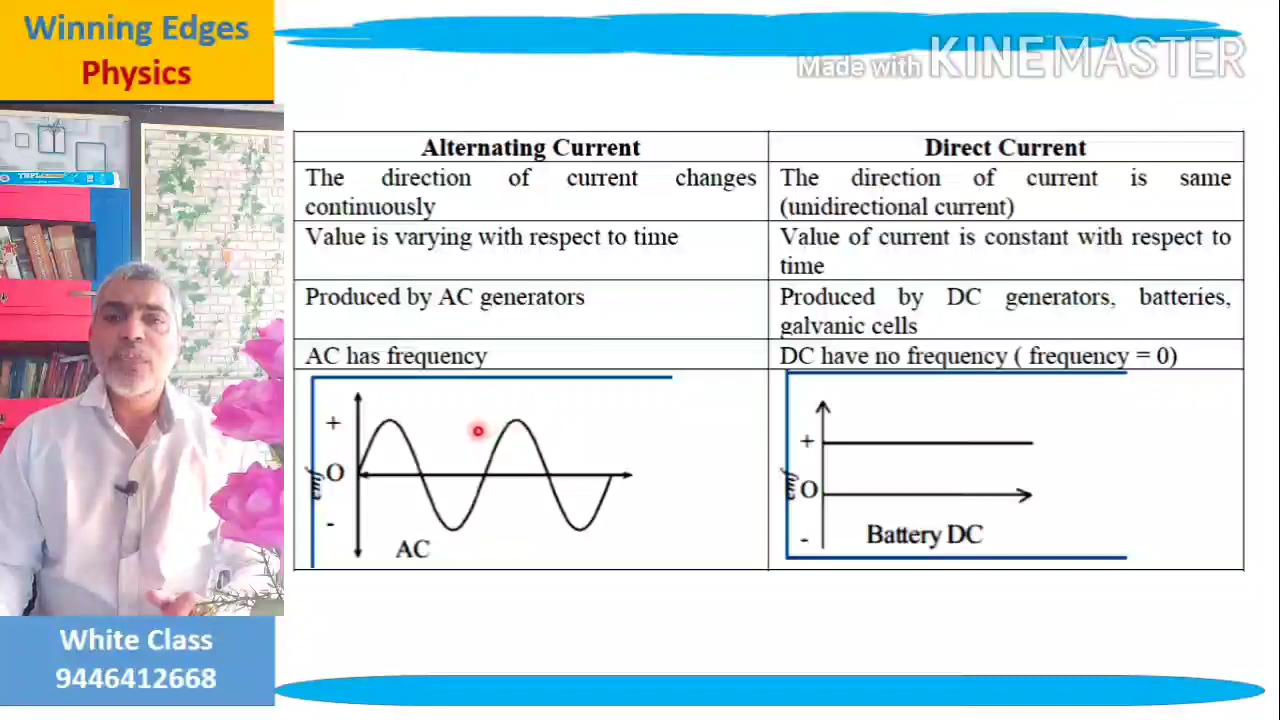 Winning Edges
Physics
Made with KINEMASTER
Alternating Current
Direct Current
The direction of current changes
continuously
The direction of current is same
(unidirectional current)
Value is varying with respect to time
Value of current is constant with respect to
time
Produced by AC generators
Produced by DC generators, batteries,
galvanic cells
AC has frequency
DC have no frequency ( frequency = 0)
+
emf
O
-
AC
+
emf
O
-
Battery DC
White Class
9446412668